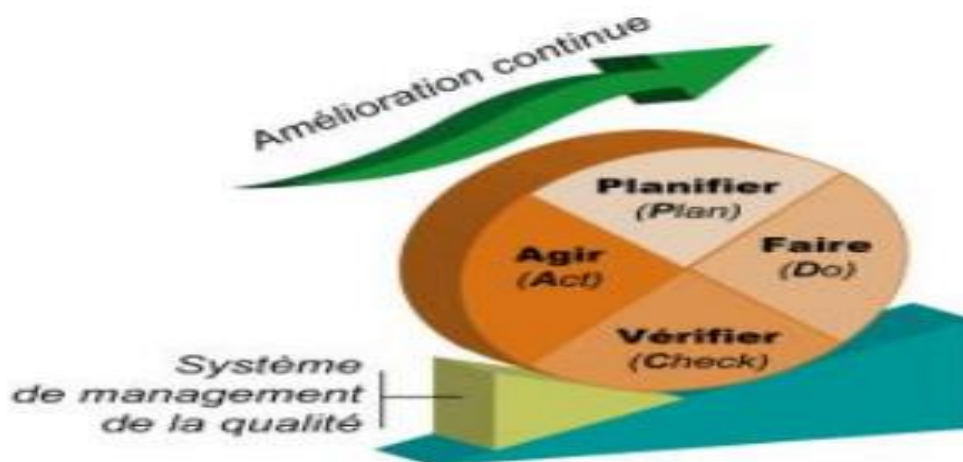 Amélioration continue
Planifier
(Plan)
Faire
(Do)
Agir
(Act)
Vérifier
(Check)
Système
de management
de la qualité